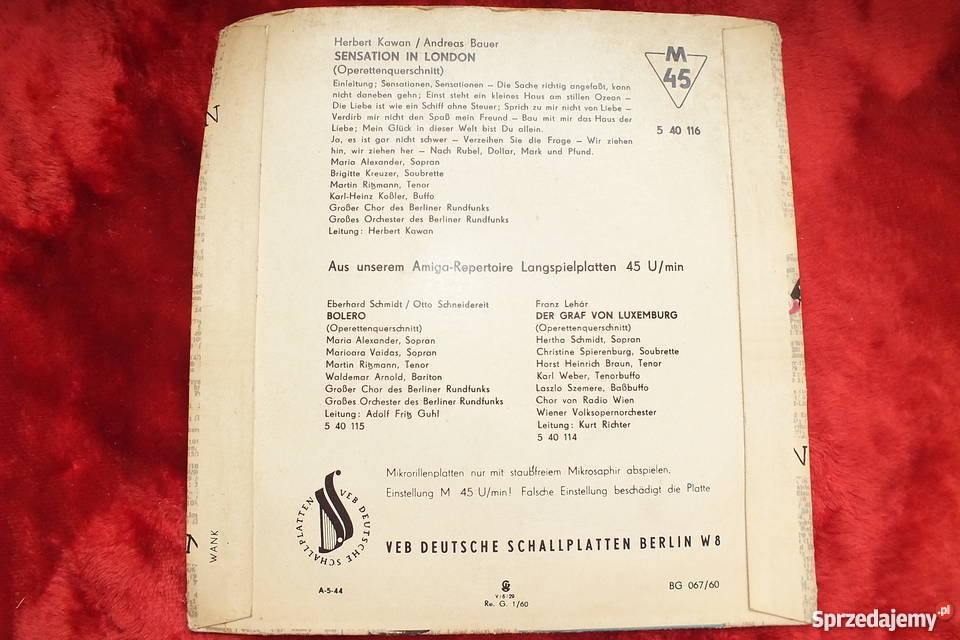 Herbert Kawan / Andreas Bauer
SENSATION IN LONDON
(Operettenquerschnitt)
Einleitung; Sensationen, Sensationen – Die Sache richtig angefaßt, kann
nicht daneben gehn; Einst steht ein kleines Haus am stillen Ozean –
Die Liebe ist wie ein Schiff ohne Steuer; Sprich zu mir nicht von Liebe –
Verdirb mir nicht den Spaß mein Freund – Bau mit mir das Haus der
Liebe; Mein Glück in dieser Welt bist Du allein.
Ja, es ist gar nicht schwer – Verzeihen Sie die Frage – Wir ziehen
hin, wir ziehen her – Nach Rubel, Dollar, Mark und Pfund.
Maria Alexander, Sopran
Brigitte Kreuzer, Soubrette
Martin Ritzmann, Tenor
Karl-Heinz Koßler, Buffo
Großer Chor des Berliner Rundfunks
Großes Orchester des Berliner Rundfunks
Leitung: Herbert Kawan
M
45
5 40 116
Aus unserem Amiga-Repertoire Langspielplatten 45 U/min
Eberhard Schmidt / Otto Schneidereit
BOLERO
(Operettenquerschnitt)
Maria Alexander, Sopran
Marioara Vaidas, Sopran
Martin Ritzmann, Tenor
Waldemar Arnold, Bariton
Großer Chor des Berliner Rundfunks
Großes Orchester des Berliner Rundfunks
Leitung: Adolf Fritz Guhl
5 40 115
Franz Lehár
DER GRAF VON LUXEMBURG
(Operettenquerschnitt)
Hertha Schmidt, Sopran
Christine Spierenburg, Soubrette
Horst Heinrich Braun, Tenor
Karl Weber, Tenorbuffo
Laszlo Szemere, Baßbuffo
Chor von Radio Wien
Wiener Volksopernorchester
Leitung: Kurt Richter
5 40 114
Mikrorillenplatten nur mit staubfreiem Mikrosaphir abspielen.
Einstellung M 45 U/min! Falsche Einstellung beschädigt die Platte
VEB DEUTSCHE SCHALLPLATTEN
VEB DEUTSCHE SCHALLPLATTEN BERLIN W8
WANK
A-5-44
V/6/29
Re. G. 1/60
BG 067/60
Sprzedajemy.pl